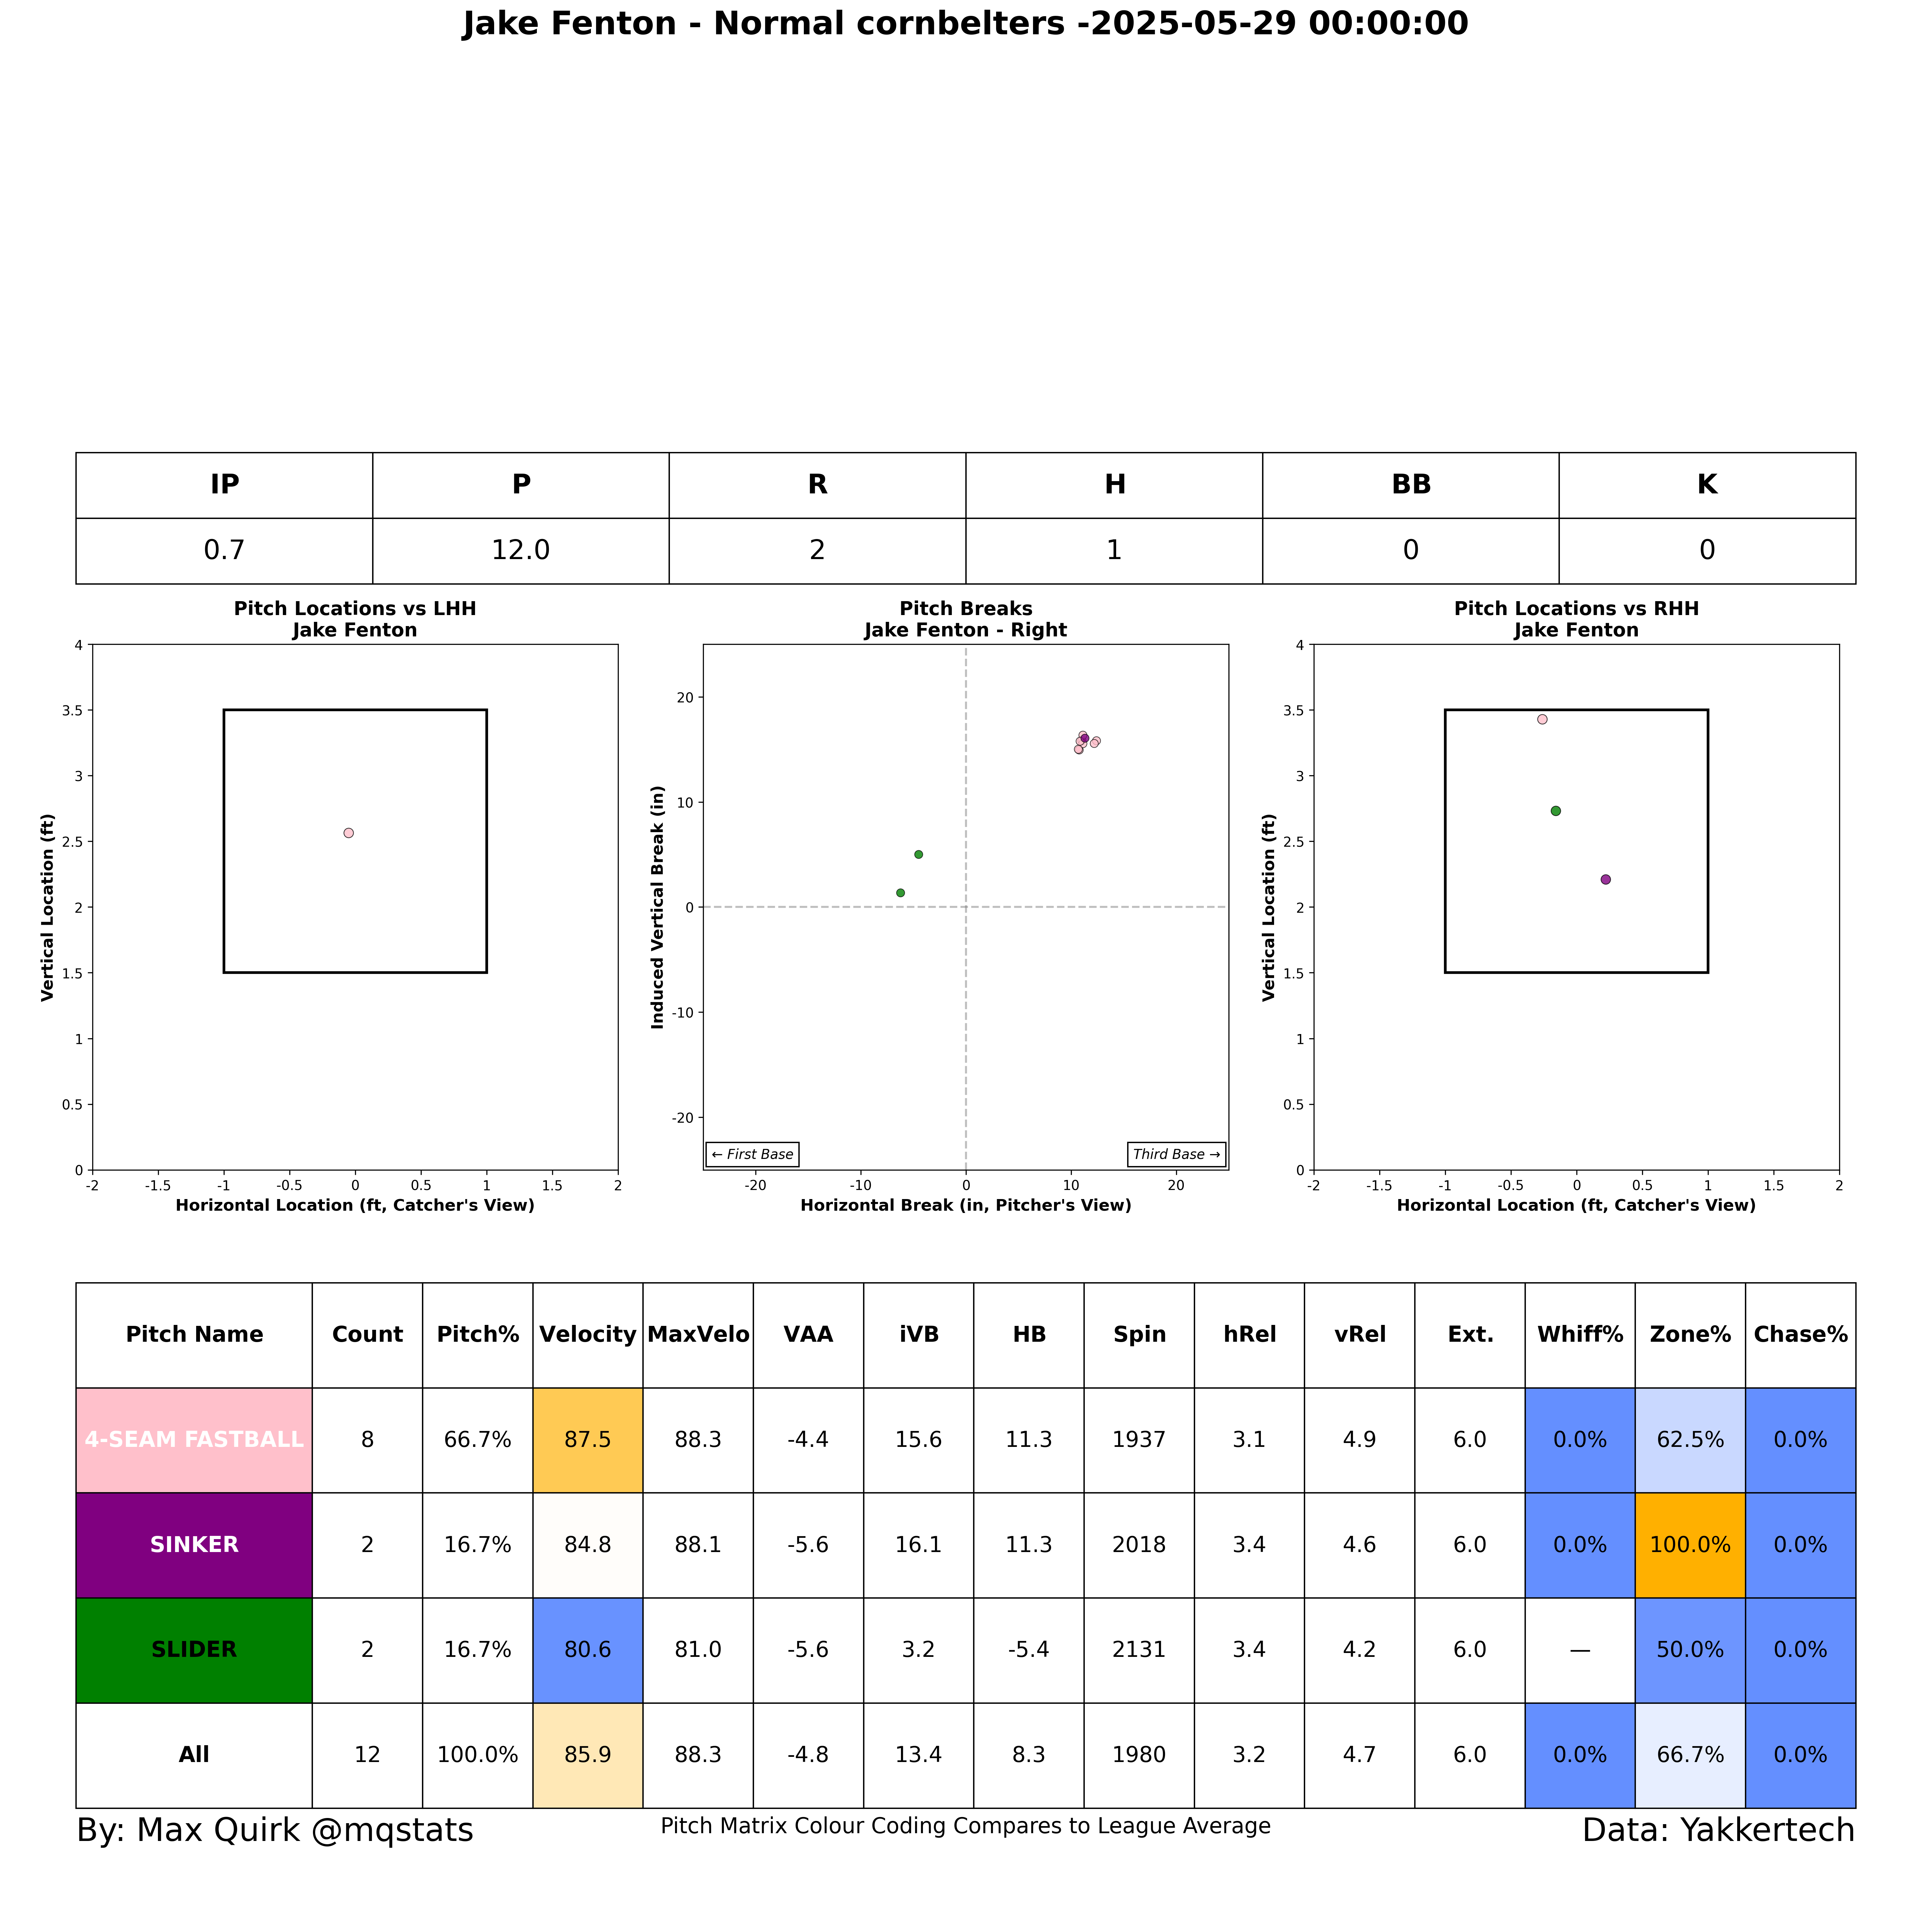 Jake Fenton - Normal cornbelters -2025-05-29 00:00:00
IP P R H BB K
0.7 12.0 2 1 0 0
Pitch Locations vs LHH
Jake Fenton
4
3.5
3
2.5
2
1.5
1
0.5
0
Vertical Location (ft)
-2 -1.5 -1 -0.5 0 0.5 1 1.5 2
Horizontal Location (ft, Catcher's View)
Pitch Breaks
Jake Fenton - Right
20
10
0
-10
-20
Induced Vertical Break (in)
← First Base Third Base →
-20 -10 0 10 20
Horizontal Break (in, Pitcher's View)
Pitch Locations vs RHH
Jake Fenton
4
3.5
3
2.5
2
1.5
1
0.5
0
Vertical Location (ft)
-2 -1.5 -1 -0.5 0 0.5 1 1.5 2
Horizontal Location (ft, Catcher's View)
Pitch Name Count Pitch% Velocity MaxVelo VAA iVB HB Spin hRel vRel Ext. Whiff% Zone% Chase%
4-SEAM FASTBALL 8 66.7% 87.5 88.3 -4.4 15.6 11.3 1937 3.1 4.9 6.0 0.0% 62.5% 0.0%
SINKER 2 16.7% 84.8 88.1 -5.6 16.1 11.3 2018 3.4 4.6 6.0 0.0% 100.0% 0.0%
SLIDER 2 16.7% 80.6 81.0 -5.6 3.2 -5.4 2131 3.4 4.2 6.0 — 50.0% 0.0%
All 12 100.0% 85.9 88.3 -4.8 13.4 8.3 1980 3.2 4.7 6.0 0.0% 66.7% 0.0%
By: Max Quirk @mqstats Pitch Matrix Colour Coding Compares to League Average Data: Yakkertech